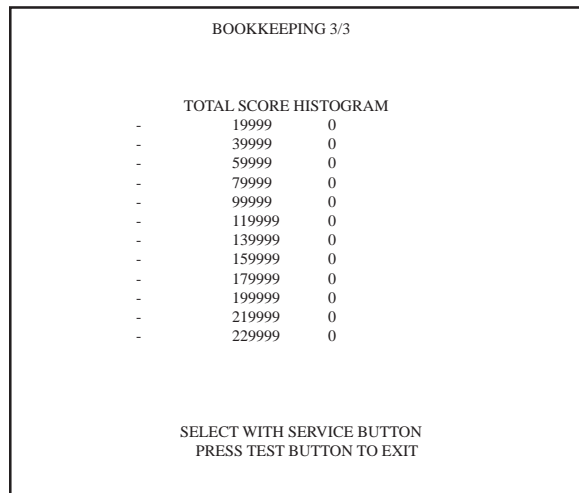 BOOKKEEPING 3/3
TOTAL SCORE HISTOGRAM
- 19999 0
- 39999 0
- 59999 0
- 79999 0
- 99999 0
- 119999 0
- 139999 0
- 159999 0
- 179999 0
- 199999 0
- 219999 0
- 229999 0
SELECT WITH SERVICE BUTTON
PRESS TEST BUTTON TO EXIT